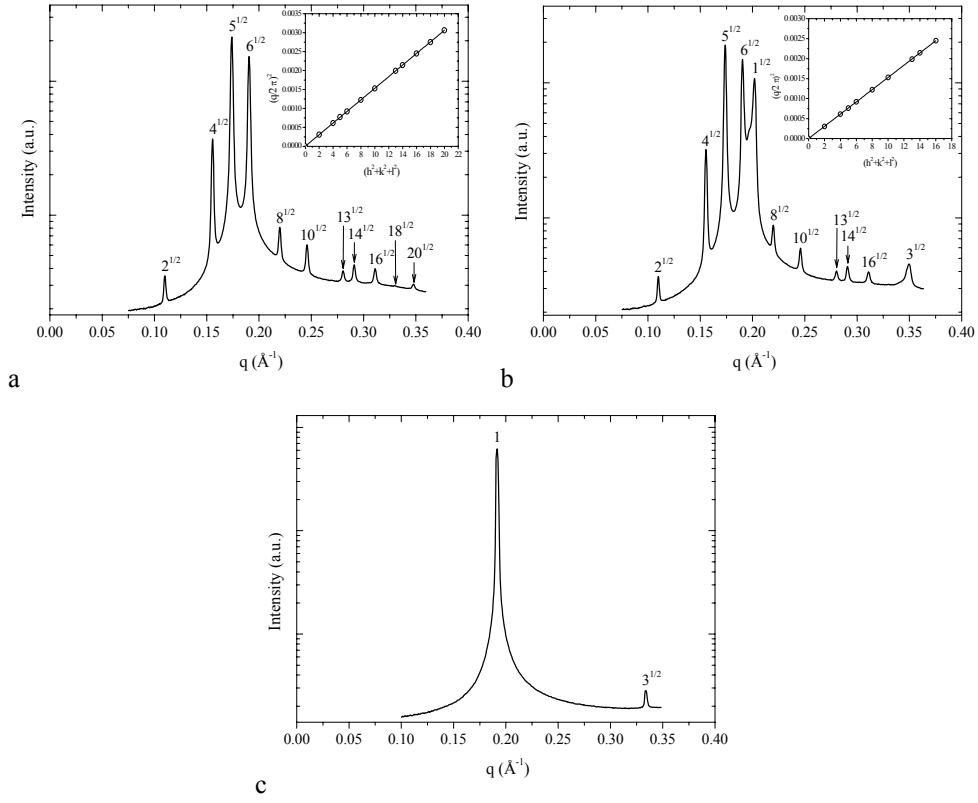 5^1/2
6^1/2
4^1/2
2^1/2
8^1/2
10^1/2
13^1/2
14^1/2
16^1/2
18^1/2
20^1/2
Intensity (a.u.)
0.00 0.05 0.10 0.15 0.20 0.25 0.30 0.35 0.40
q (Å^-1)
0.0035
0.0030
0.0025
0.0020
0.0015
0.0010
0.0005
0.0000
(q/2 π)^2
0 2 4 6 8 10 12 14 16 18 20 22
(h^2+k^2+l^2)
a
5^1/2
6^1/2
1^1/2
4^1/2
2^1/2
8^1/2
10^1/2
13^1/2
14^1/2
16^1/2
3^1/2
Intensity (a.u.)
0.00 0.05 0.10 0.15 0.20 0.25 0.30 0.35 0.40
q (Å^-1)
0.0030
0.0025
0.0020
0.0015
0.0010
0.0005
0.0000
(q/2 π)^2
0 2 4 6 8 10 12 14 16 18
(h^2+k^2+l^2)
b
1
3^1/2
Intensity (a.u.)
0.00 0.05 0.10 0.15 0.20 0.25 0.30 0.35 0.40
q (Å^-1)
c